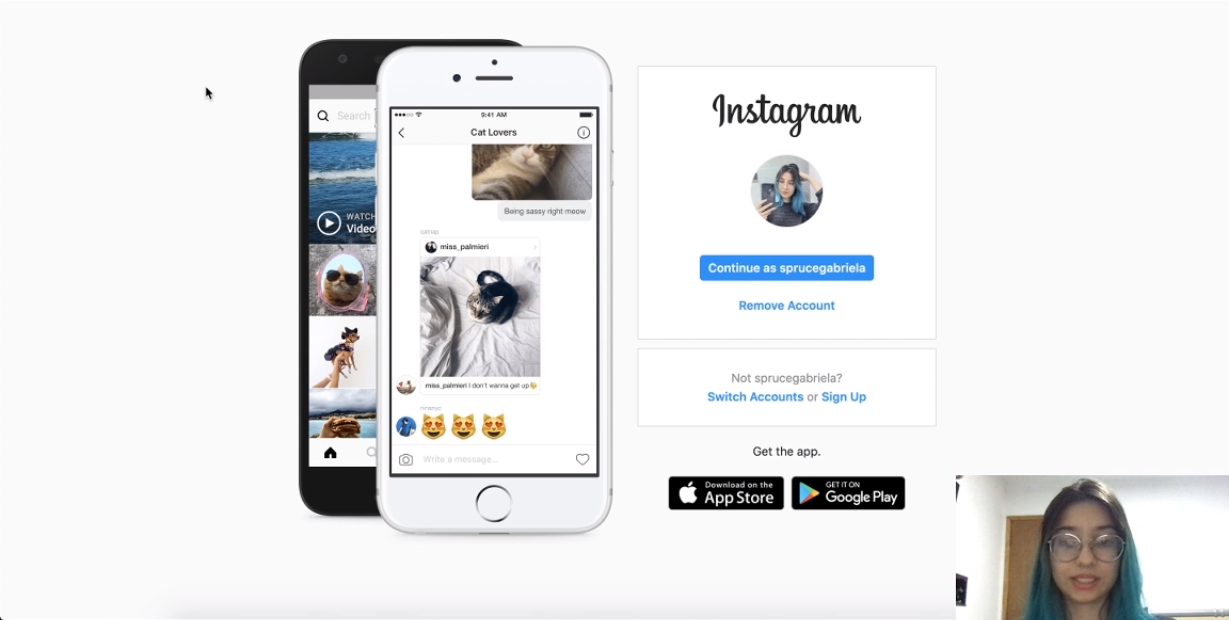 Search
WATCH
Video
9:41 AM
Cat Lovers
Being sassy right meow
catnap
miss_palmieri
miss_palmieri I don't wanna get up
Write a message...
Instagram
Continue as sprucegabriela
Remove Account
Not sprucegabriela?
Switch Accounts or Sign Up
Get the app.
Download on the
App Store
GET IT ON
Google Play